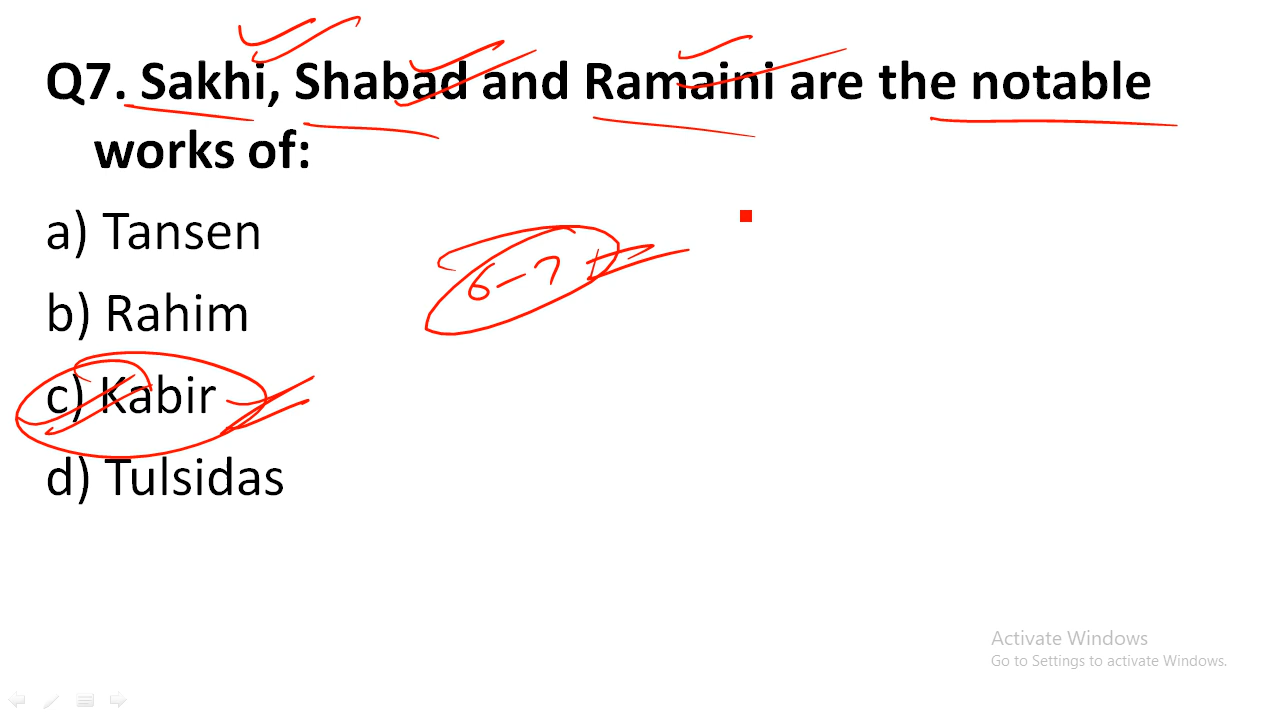 Q7. Sakhi, Shabad and Ramaini are the notable
works of:
a) Tansen
b) Rahim
6-7
c) Kabir
d) Tulsidas
Activate Windows
Go to Settings to activate Windows.